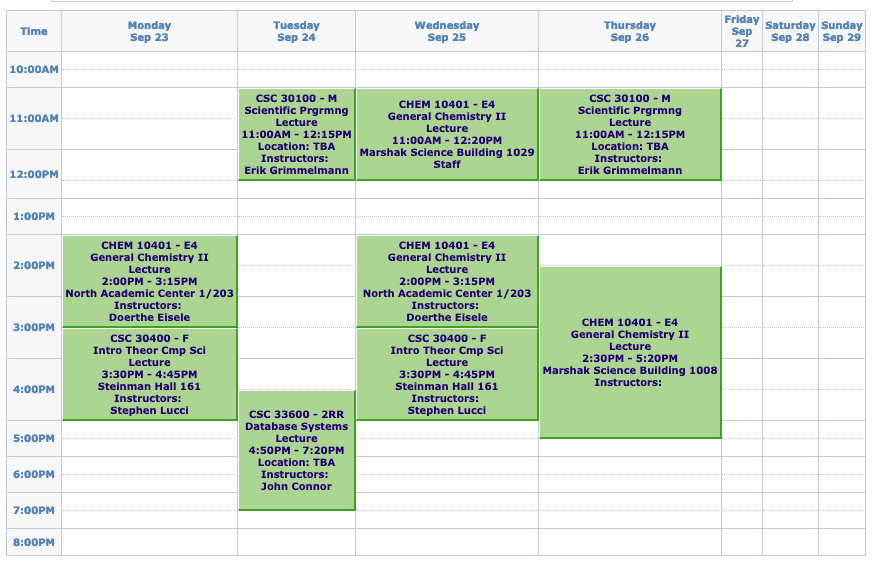 Time
Monday
Sep 23
Tuesday
Sep 24
Wednesday
Sep 25
Thursday
Sep 26
Friday
Sep
27
Saturday
Sep 28
Sunday
Sep 29
10:00AM
11:00AM
CSC 30100 - M
Scientific Prgrmng
Lecture
11:00AM - 12:15PM
Location: TBA
Instructors:
Erik Grimmelmann
CHEM 10401 - E4
General Chemistry II
Lecture
11:00AM - 12:20PM
Marshak Science Building 1029
Staff
CSC 30100 - M
Scientific Prgrmng
Lecture
11:00AM - 12:15PM
Location: TBA
Instructors:
Erik Grimmelmann
12:00PM
1:00PM
2:00PM
CHEM 10401 - E4
General Chemistry II
Lecture
2:00PM - 3:15PM
North Academic Center 1/203
Instructors:
Doerthe Eisele
CHEM 10401 - E4
General Chemistry II
Lecture
2:00PM - 3:15PM
North Academic Center 1/203
Instructors:
Doerthe Eisele
CHEM 10401 - E4
General Chemistry II
Lecture
2:30PM - 5:20PM
Marshak Science Building 1008
Instructors:
3:00PM
CSC 30400 - F
Intro Theor Cmp Sci
Lecture
3:30PM - 4:45PM
Steinman Hall 161
Instructors:
Stephen Lucci
CSC 30400 - F
Intro Theor Cmp Sci
Lecture
3:30PM - 4:45PM
Steinman Hall 161
Instructors:
Stephen Lucci
4:00PM
CSC 33600 - 2RR
Database Systems
Lecture
4:50PM - 7:20PM
Location: TBA
Instructors:
John Connor
5:00PM
6:00PM
7:00PM
8:00PM